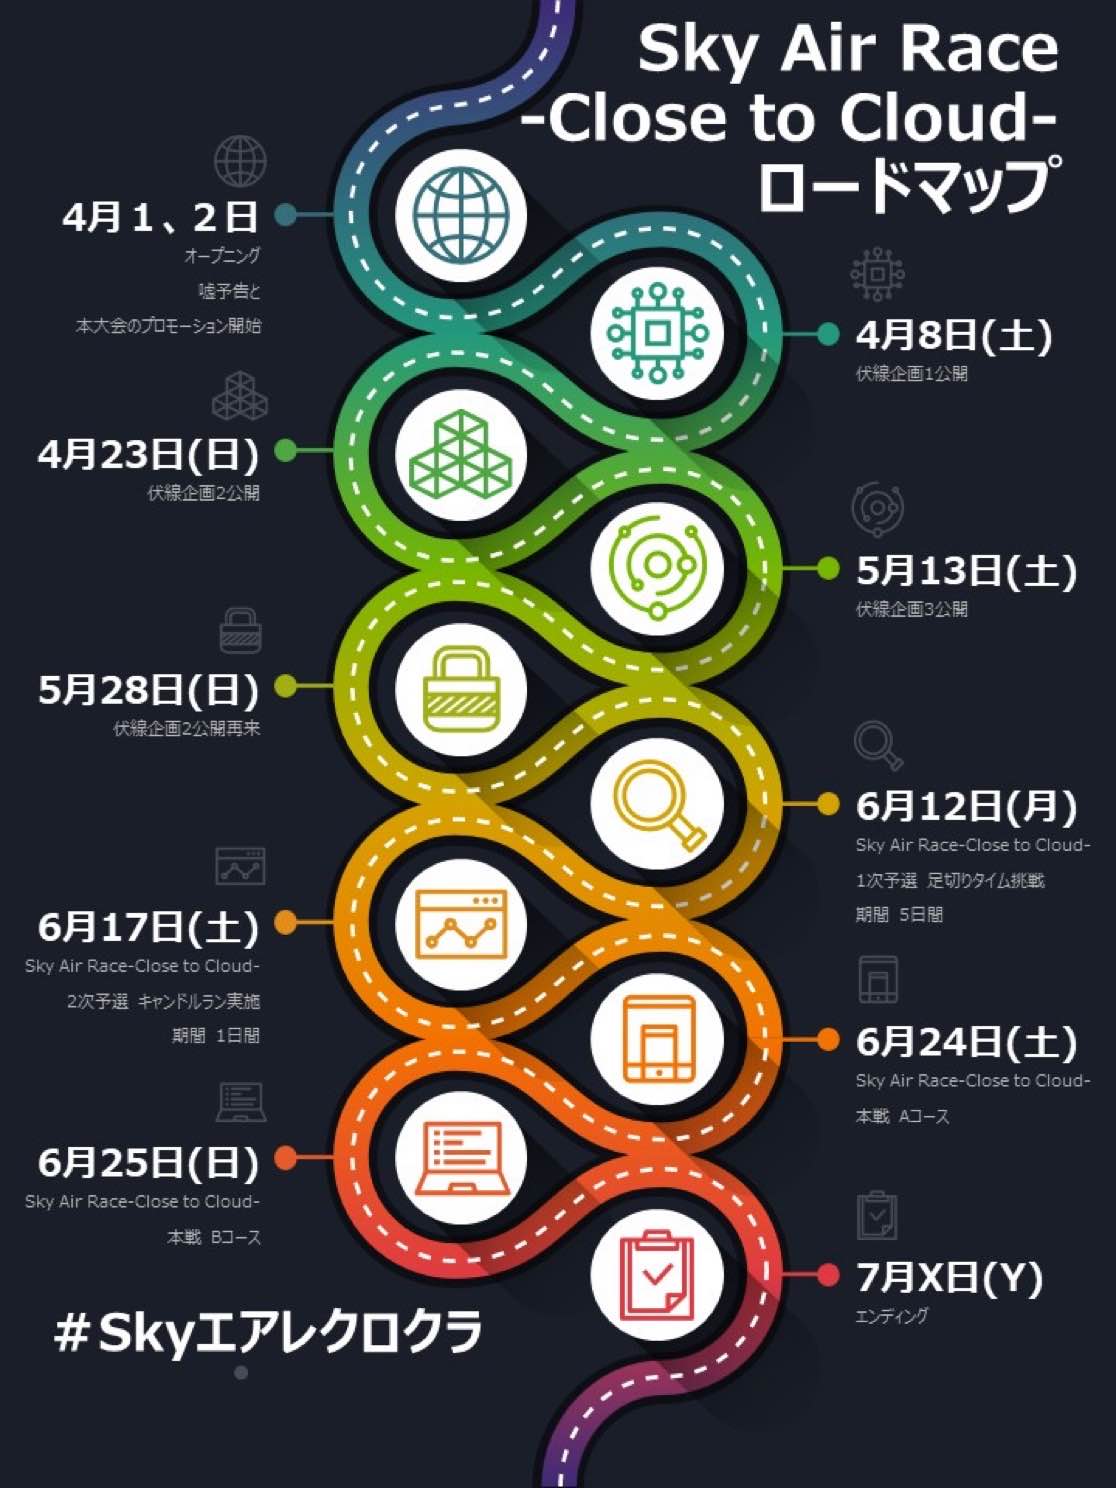 Sky Air Race
-Close to Cloud-
ロードマップ
4月１、２日
オープニング
嘘予告と
本大会のプロモーション開始
4月8日(土)
伏線企画1公開
4月23日(日)
伏線企画2公開
5月13日(土)
伏線企画3公開
5月28日(日)
伏線企画2公開再来
6月12日(月)
Sky Air Race-Close to Cloud-
1次予選 足切りタイム挑戦
期間 5日間
6月17日(土)
Sky Air Race-Close to Cloud-
2次予選 キャンドルラン実施
期間 1日間
6月24日(土)
Sky Air Race-Close to Cloud-
本戦 Aコース
6月25日(日)
Sky Air Race-Close to Cloud-
本戦 Bコース
7月X日(Y)
エンディング
＃Skyエアレクロクラ